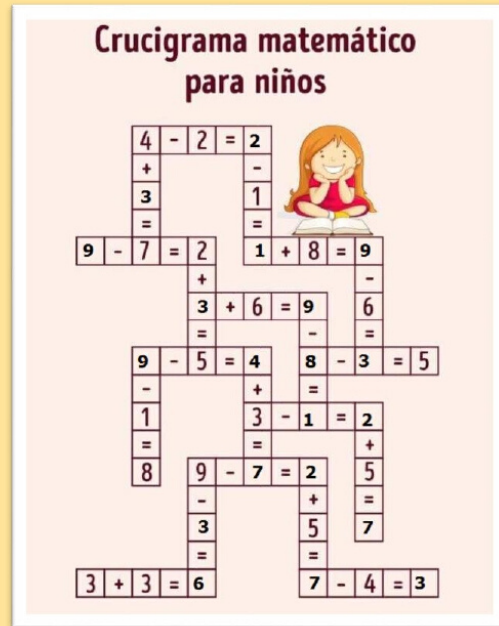 Crucigrama matemático
para niños
4 - 2 = 2
+ -
3 1
= =
9 - 7 = 2 1 + 8 = 9
+ -
3 + 6 = 9 6
= - =
9 - 5 = 4 8 - 3 = 5
- + =
1 3 - 1 = 2
= = +
8 9 - 7 = 2 5
- + =
3 5 7
= =
3 + 3 = 6 7 - 4 = 3